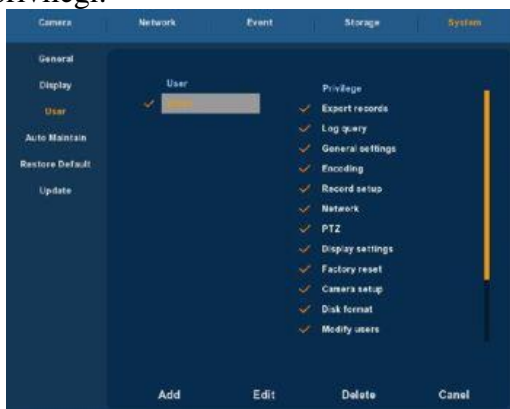 Camera Network Event Storage System
General
Display
User
Auto Maintain
Restore Default
Update
User
Privilege
Export records
Log query
General settings
Encoding
Record setup
Network
PTZ
Display settings
Factory reset
Camera setup
Disk format
Modify users
Add Edit Delete Canel